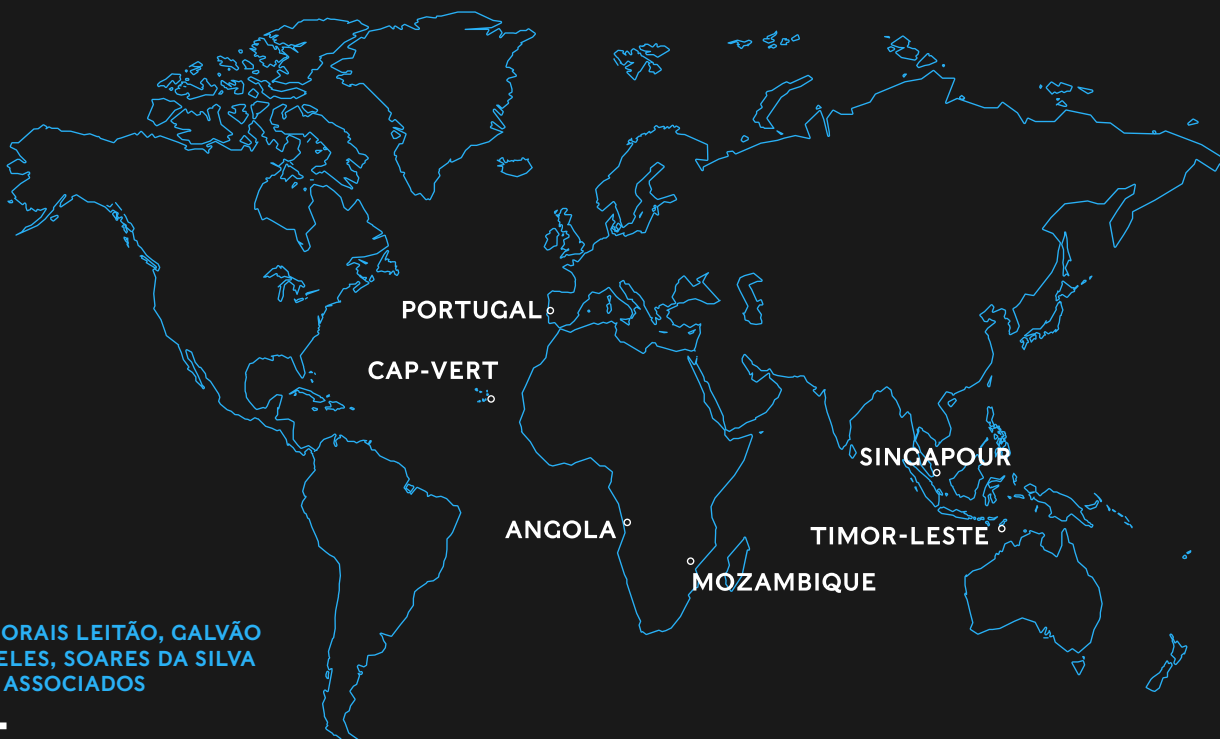 PORTUGAL
CAP-VERT
SINGAPOUR
ANGOLA
TIMOR-LESTE
MOZAMBIQUE
ORAIS LEITÃO, GALVÃO
ELES, SOARES DA SILVA
ASSOCIADOS